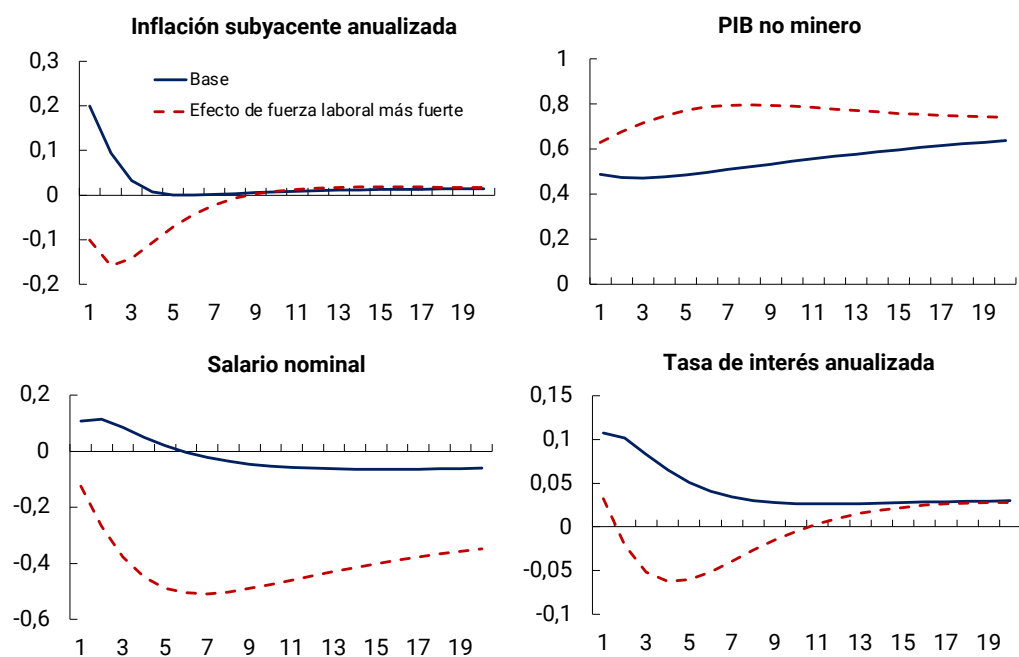 Inflación subyacente anualizada
0,3
0,2
0,1
0
-0,1
-0,2
Base
Efecto de fuerza laboral más fuerte
1 3 5 7 9 11 13 15 17 19
PIB no minero
1
0,8
0,6
0,4
0,2
0
1 3 5 7 9 11 13 15 17 19
Salario nominal
0,2
0
-0,2
-0,4
-0,6
1 3 5 7 9 11 13 15 17 19
Tasa de interés anualizada
0,15
0,1
0,05
0
-0,05
-0,1
1 3 5 7 9 11 13 15 17 19